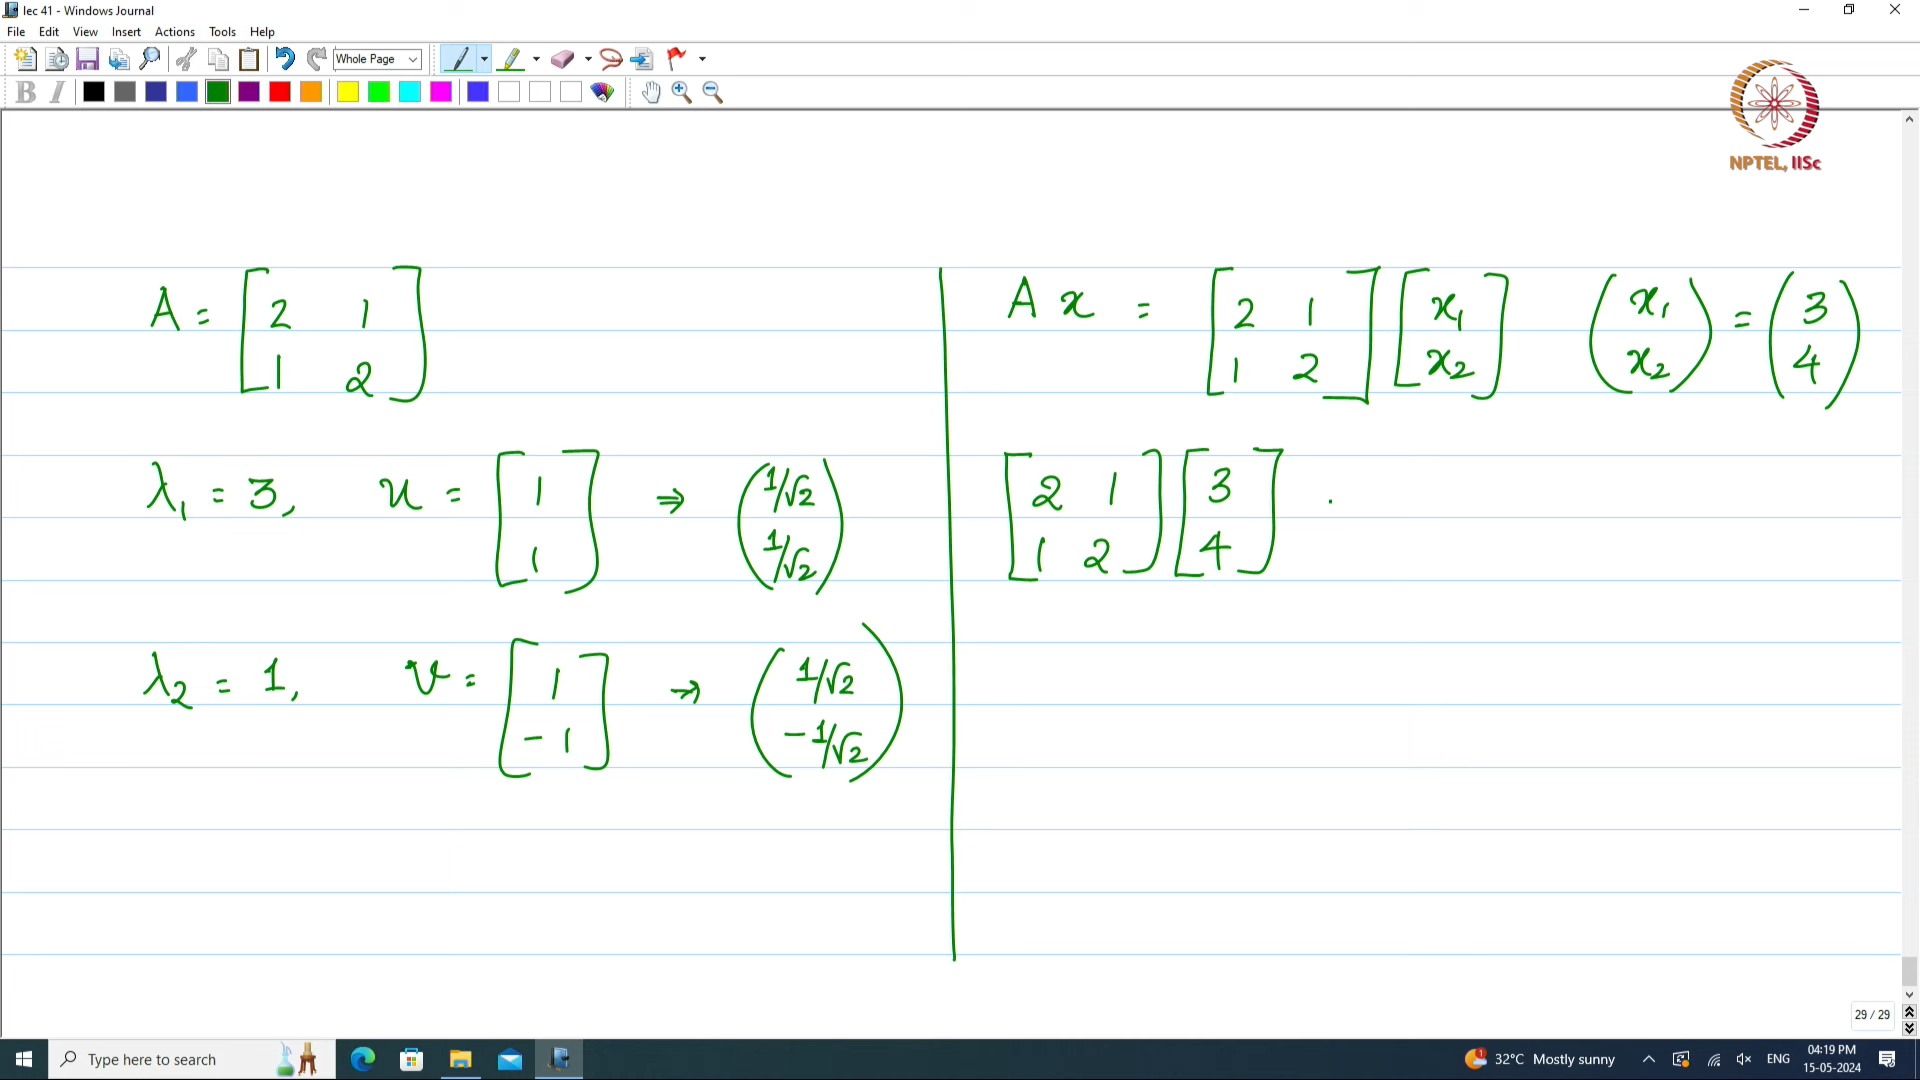 lec 41 - Windows Journal
File Edit View Insert Actions Tools Help
Whole Page
B I
NPTEL, IISc
A = [2 1
1 2]
λ₁ = 3, u = [1
1] ⇒ (1/√2
1/√2)
λ₂ = 1, v = [1
-1] → (1/√2
-1/√2)
A x = [2 1
1 2] [x₁
x₂] (x₁
x₂) = (3
4)
[2 1
1 2] [3
4]
29 / 29
Type here to search
1
32°C Mostly sunny
ENG
04:19 PM
15-05-2024